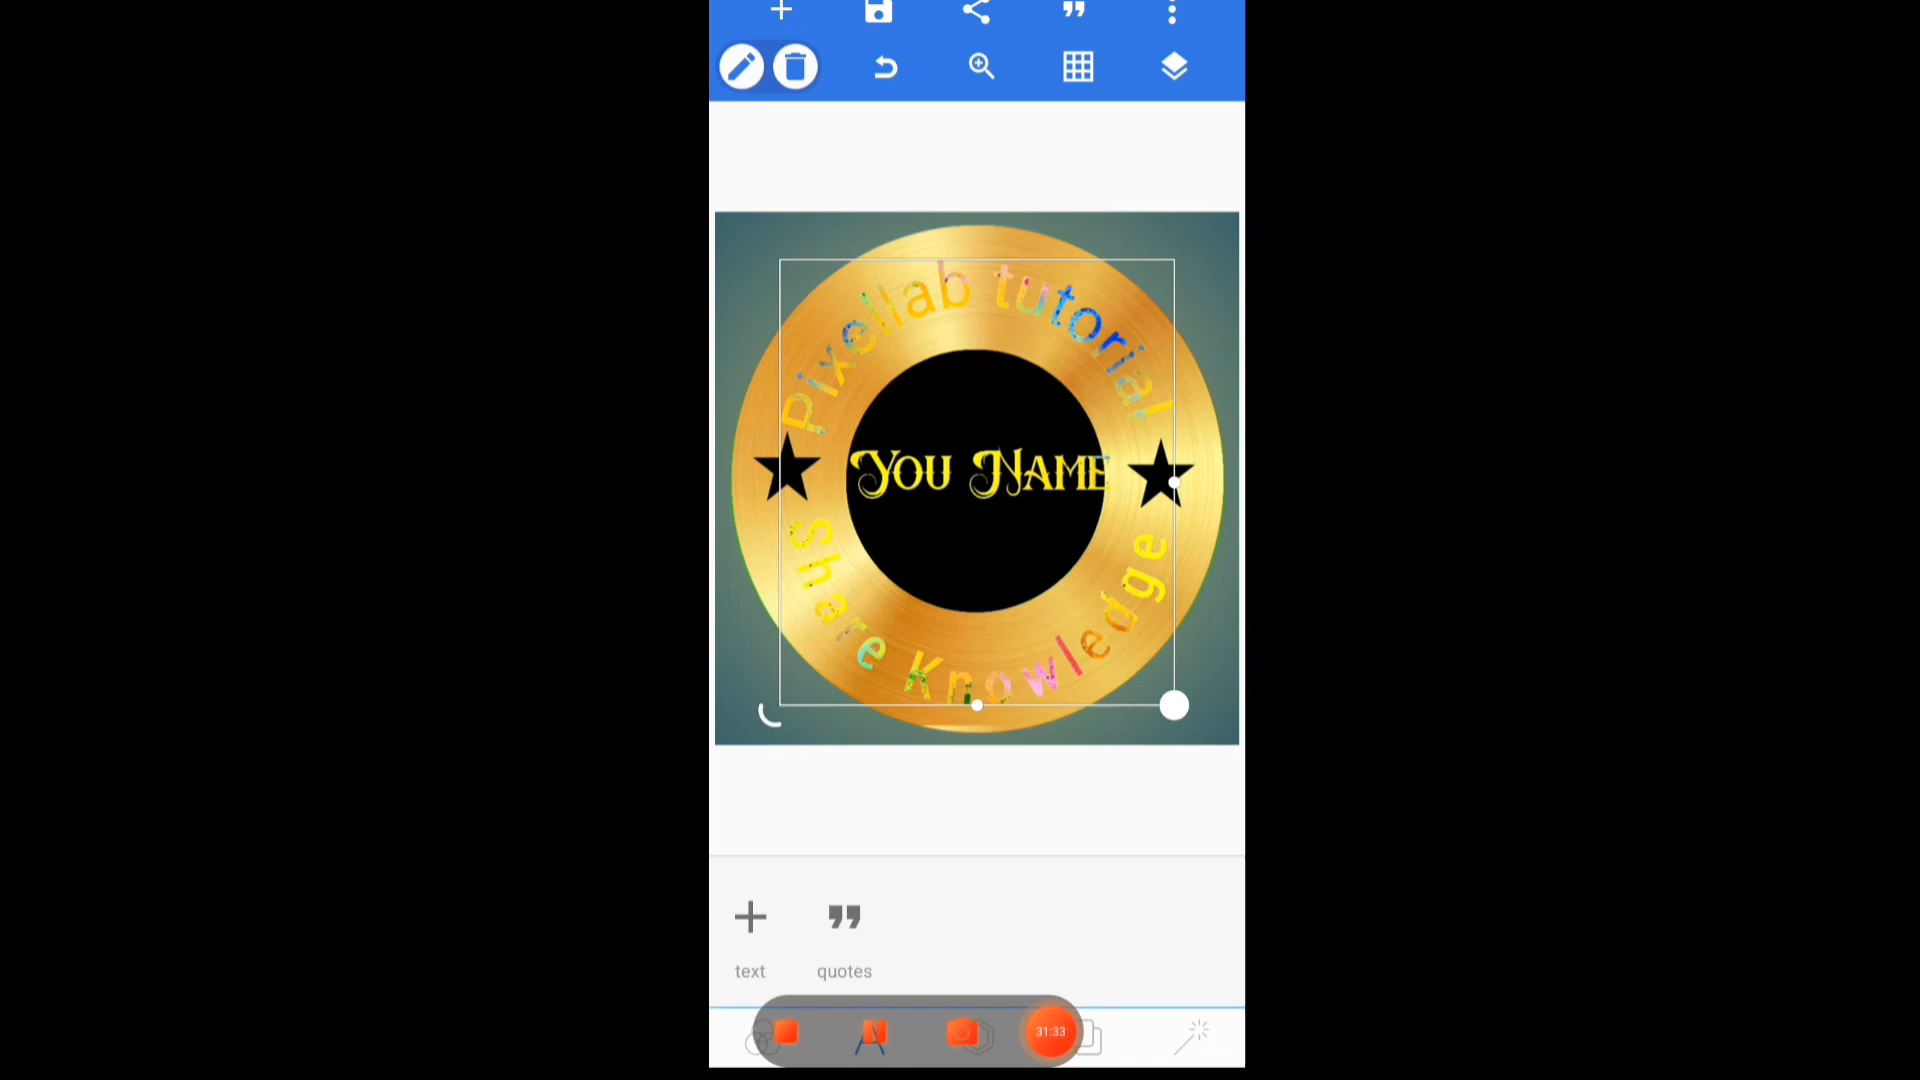 Pixellab tutorial
You Name
Share Knowledge
text
quotes
31:33